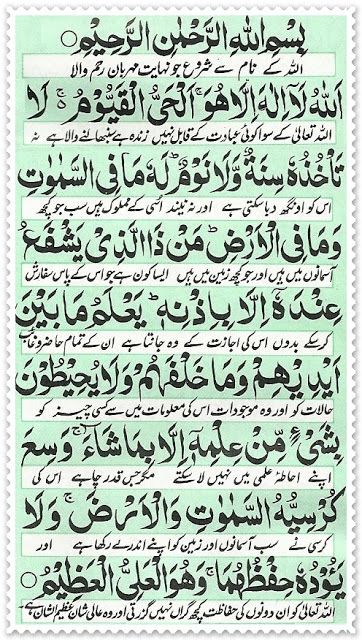 بِسْمِ اللهِ الرَّحْمٰنِ الرَّحِيْمِ ○
اللہ کے نام سے شروع جو نہایت مہربان رحم والا
اَللهُ لَآ اِلٰهَ اِلَّا هُوَ ۚ اَلْحَیُّ الْقَیُّوْمُ ۚ۬ لَا
اللہ تعالیٰ کے سوا کوئی عبادت کے قابل نہیں زندہ ہے سنبھالنے والا ہے نہ
تَاْخُذُهٗ سِنَةٌ وَّلَا نَوْمٌ ؕ لَهٗ مَا فِی السَّمٰوٰتِ
اس کو اونگھ دبا سکتی ہے اور نہ نیند اسی کے مملوک ہیں سب جو کچھ
وَمَا فِی الْاَرْضِ ؕ مَنْ ذَا الَّذِیْ یَشْفَعُ
آسمانوں میں ہیں اور جو کچھ زمین میں ہیں ایسا کون ہے جو اس کے پاس سفارش
عِنْدَهٗٓ اِلَّا بِاِذْنِهٖ ؕ یَعْلَمُ مَا بَیْنَ
کرسکے بدوں اس کی اجازت کے وہ جانتا ہے ان کے تمام حاضر و غائب
اَیْدِیْهِمْ وَمَا خَلْفَهُمْ ۚ وَلَا یُحِیْطُوْنَ
حالات کو اور وہ موجودات اس کی معلومات میں سے کسی چیز کو
بِشَیْءٍ مِّنْ عِلْمِهٖٓ اِلَّا بِمَا شَآءَ ۚ وَسِعَ
اپنے احاطۂ علمی میں نہیں لا سکتے مگر جس قدر چاہے اس کی
كُرْسِیُّهُ السَّمٰوٰتِ وَالْاَرْضَ ۚ وَلَا
کرسی نے سب آسمانوں اور زمین کو اپنے اندر لے رکھا ہے اور
یَـُٔوْدُهٗ حِفْظُهُمَا ۚ وَهُوَ الْعَلِیُّ الْعَظِیْمُ ○
اللہ تعالیٰ کو ان دونوں کی حفاظت کچھ گراں نہیں گزرتی اور وہ عالی شان عظیم الشان ہے